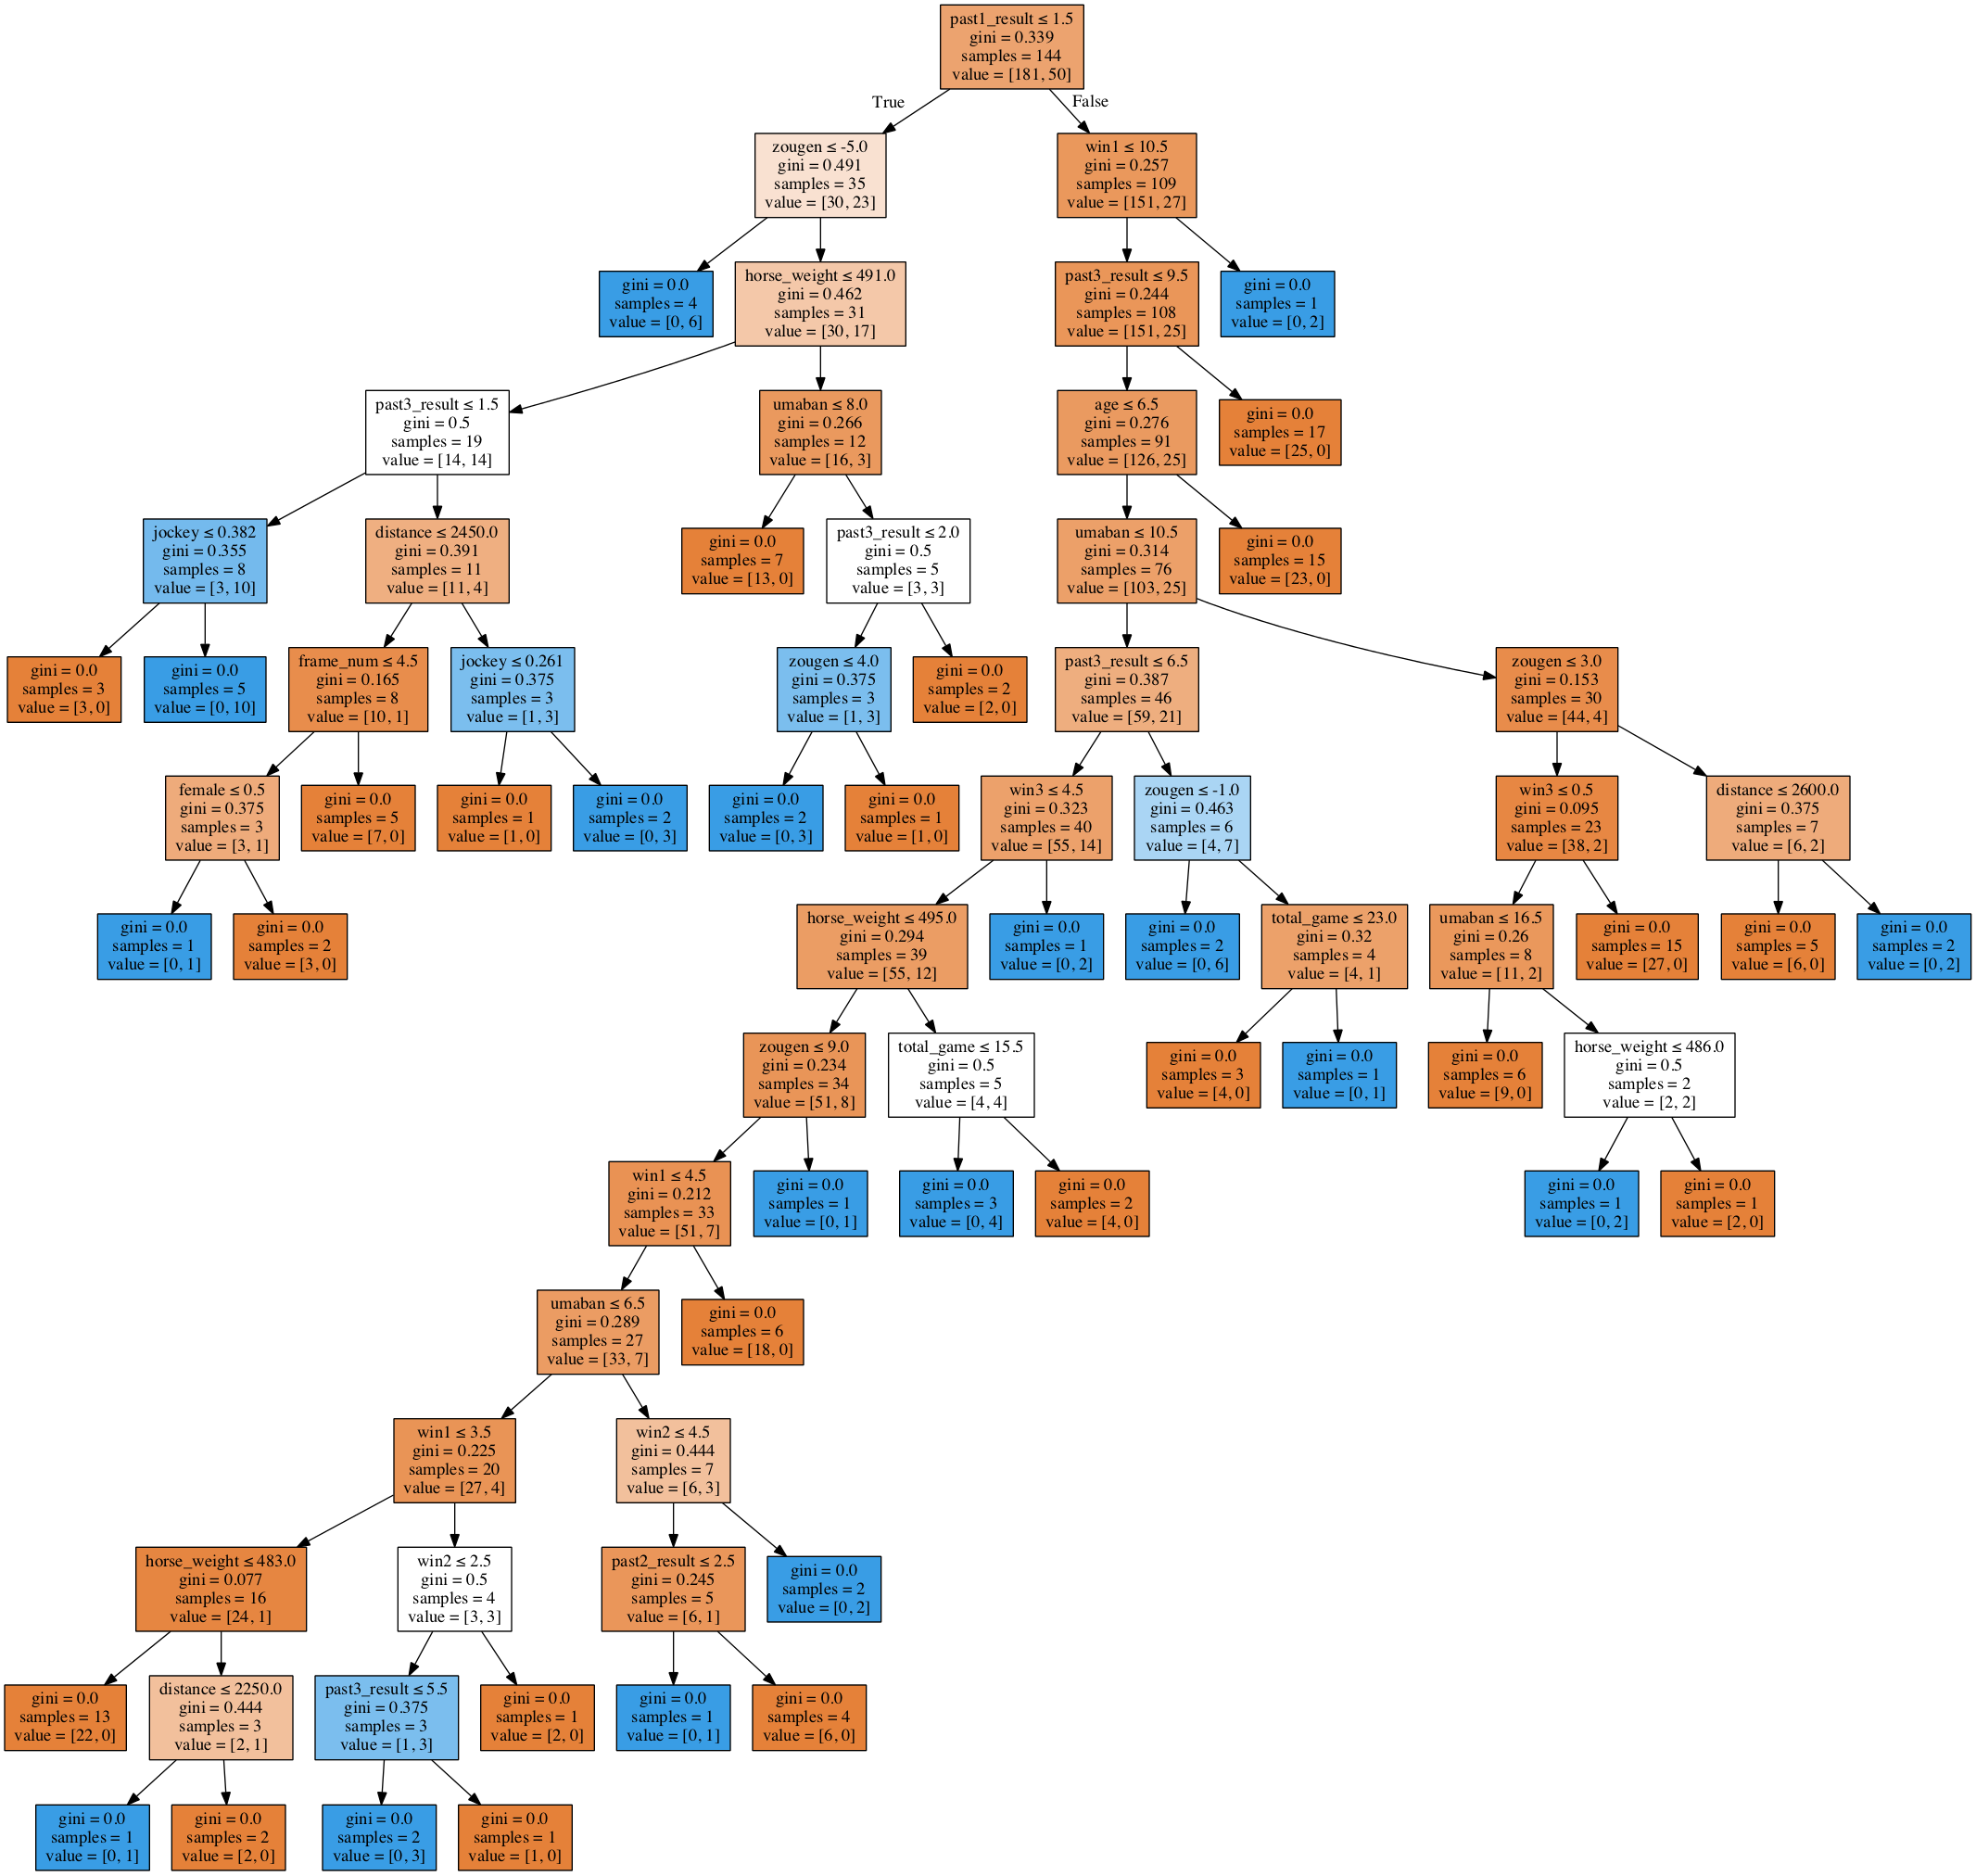 past1_result ≤ 1.5
gini = 0.339
samples = 144
value = [181, 50]
True
False
zougen ≤ -5.0
gini = 0.491
samples = 35
value = [30, 23]
win1 ≤ 10.5
gini = 0.257
samples = 109
value = [151, 27]
gini = 0.0
samples = 4
value = [0, 6]
horse_weight ≤ 491.0
gini = 0.462
samples = 31
value = [30, 17]
past3_result ≤ 9.5
gini = 0.244
samples = 108
value = [151, 25]
gini = 0.0
samples = 1
value = [0, 2]
past3_result ≤ 1.5
gini = 0.5
samples = 19
value = [14, 14]
umaban ≤ 8.0
gini = 0.266
samples = 12
value = [16, 3]
age ≤ 6.5
gini = 0.276
samples = 91
value = [126, 25]
gini = 0.0
samples = 17
value = [25, 0]
jockey ≤ 0.382
gini = 0.355
samples = 8
value = [3, 10]
distance ≤ 2450.0
gini = 0.391
samples = 11
value = [11, 4]
gini = 0.0
samples = 7
value = [13, 0]
past3_result ≤ 2.0
gini = 0.5
samples = 5
value = [3, 3]
umaban ≤ 10.5
gini = 0.314
samples = 76
value = [103, 25]
gini = 0.0
samples = 15
value = [23, 0]
gini = 0.0
samples = 3
value = [3, 0]
gini = 0.0
samples = 5
value = [0, 10]
frame_num ≤ 4.5
gini = 0.165
samples = 8
value = [10, 1]
jockey ≤ 0.261
gini = 0.375
samples = 3
value = [1, 3]
zougen ≤ 4.0
gini = 0.375
samples = 3
value = [1, 3]
gini = 0.0
samples = 2
value = [2, 0]
past3_result ≤ 6.5
gini = 0.387
samples = 46
value = [59, 21]
zougen ≤ 3.0
gini = 0.153
samples = 30
value = [44, 4]
female ≤ 0.5
gini = 0.375
samples = 3
value = [3, 1]
gini = 0.0
samples = 5
value = [7, 0]
gini = 0.0
samples = 1
value = [1, 0]
gini = 0.0
samples = 2
value = [0, 3]
gini = 0.0
samples = 2
value = [0, 3]
gini = 0.0
samples = 1
value = [1, 0]
win3 ≤ 4.5
gini = 0.323
samples = 40
value = [55, 14]
zougen ≤ -1.0
gini = 0.463
samples = 6
value = [4, 7]
win3 ≤ 0.5
gini = 0.095
samples = 23
value = [38, 2]
distance ≤ 2600.0
gini = 0.375
samples = 7
value = [6, 2]
gini = 0.0
samples = 1
value = [0, 1]
gini = 0.0
samples = 2
value = [3, 0]
horse_weight ≤ 495.0
gini = 0.294
samples = 39
value = [55, 12]
gini = 0.0
samples = 1
value = [0, 2]
gini = 0.0
samples = 2
value = [0, 6]
total_game ≤ 23.0
gini = 0.32
samples = 4
value = [4, 1]
umaban ≤ 16.5
gini = 0.26
samples = 8
value = [11, 2]
gini = 0.0
samples = 15
value = [27, 0]
gini = 0.0
samples = 5
value = [6, 0]
gini = 0.0
samples = 2
value = [0, 2]
zougen ≤ 9.0
gini = 0.234
samples = 34
value = [51, 8]
total_game ≤ 15.5
gini = 0.5
samples = 5
value = [4, 4]
gini = 0.0
samples = 3
value = [4, 0]
gini = 0.0
samples = 1
value = [0, 1]
gini = 0.0
samples = 6
value = [9, 0]
horse_weight ≤ 486.0
gini = 0.5
samples = 2
value = [2, 2]
win1 ≤ 4.5
gini = 0.212
samples = 33
value = [51, 7]
gini = 0.0
samples = 1
value = [0, 1]
gini = 0.0
samples = 3
value = [0, 4]
gini = 0.0
samples = 2
value = [4, 0]
gini = 0.0
samples = 1
value = [0, 2]
gini = 0.0
samples = 1
value = [2, 0]
umaban ≤ 6.5
gini = 0.289
samples = 27
value = [33, 7]
gini = 0.0
samples = 6
value = [18, 0]
win1 ≤ 3.5
gini = 0.225
samples = 20
value = [27, 4]
win2 ≤ 4.5
gini = 0.444
samples = 7
value = [6, 3]
horse_weight ≤ 483.0
gini = 0.077
samples = 16
value = [24, 1]
win2 ≤ 2.5
gini = 0.5
samples = 4
value = [3, 3]
past2_result ≤ 2.5
gini = 0.245
samples = 5
value = [6, 1]
gini = 0.0
samples = 2
value = [0, 2]
gini = 0.0
samples = 13
value = [22, 0]
distance ≤ 2250.0
gini = 0.444
samples = 3
value = [2, 1]
past3_result ≤ 5.5
gini = 0.375
samples = 3
value = [1, 3]
gini = 0.0
samples = 1
value = [2, 0]
gini = 0.0
samples = 1
value = [0, 1]
gini = 0.0
samples = 4
value = [6, 0]
gini = 0.0
samples = 1
value = [0, 1]
gini = 0.0
samples = 2
value = [2, 0]
gini = 0.0
samples = 2
value = [0, 3]
gini = 0.0
samples = 1
value = [1, 0]